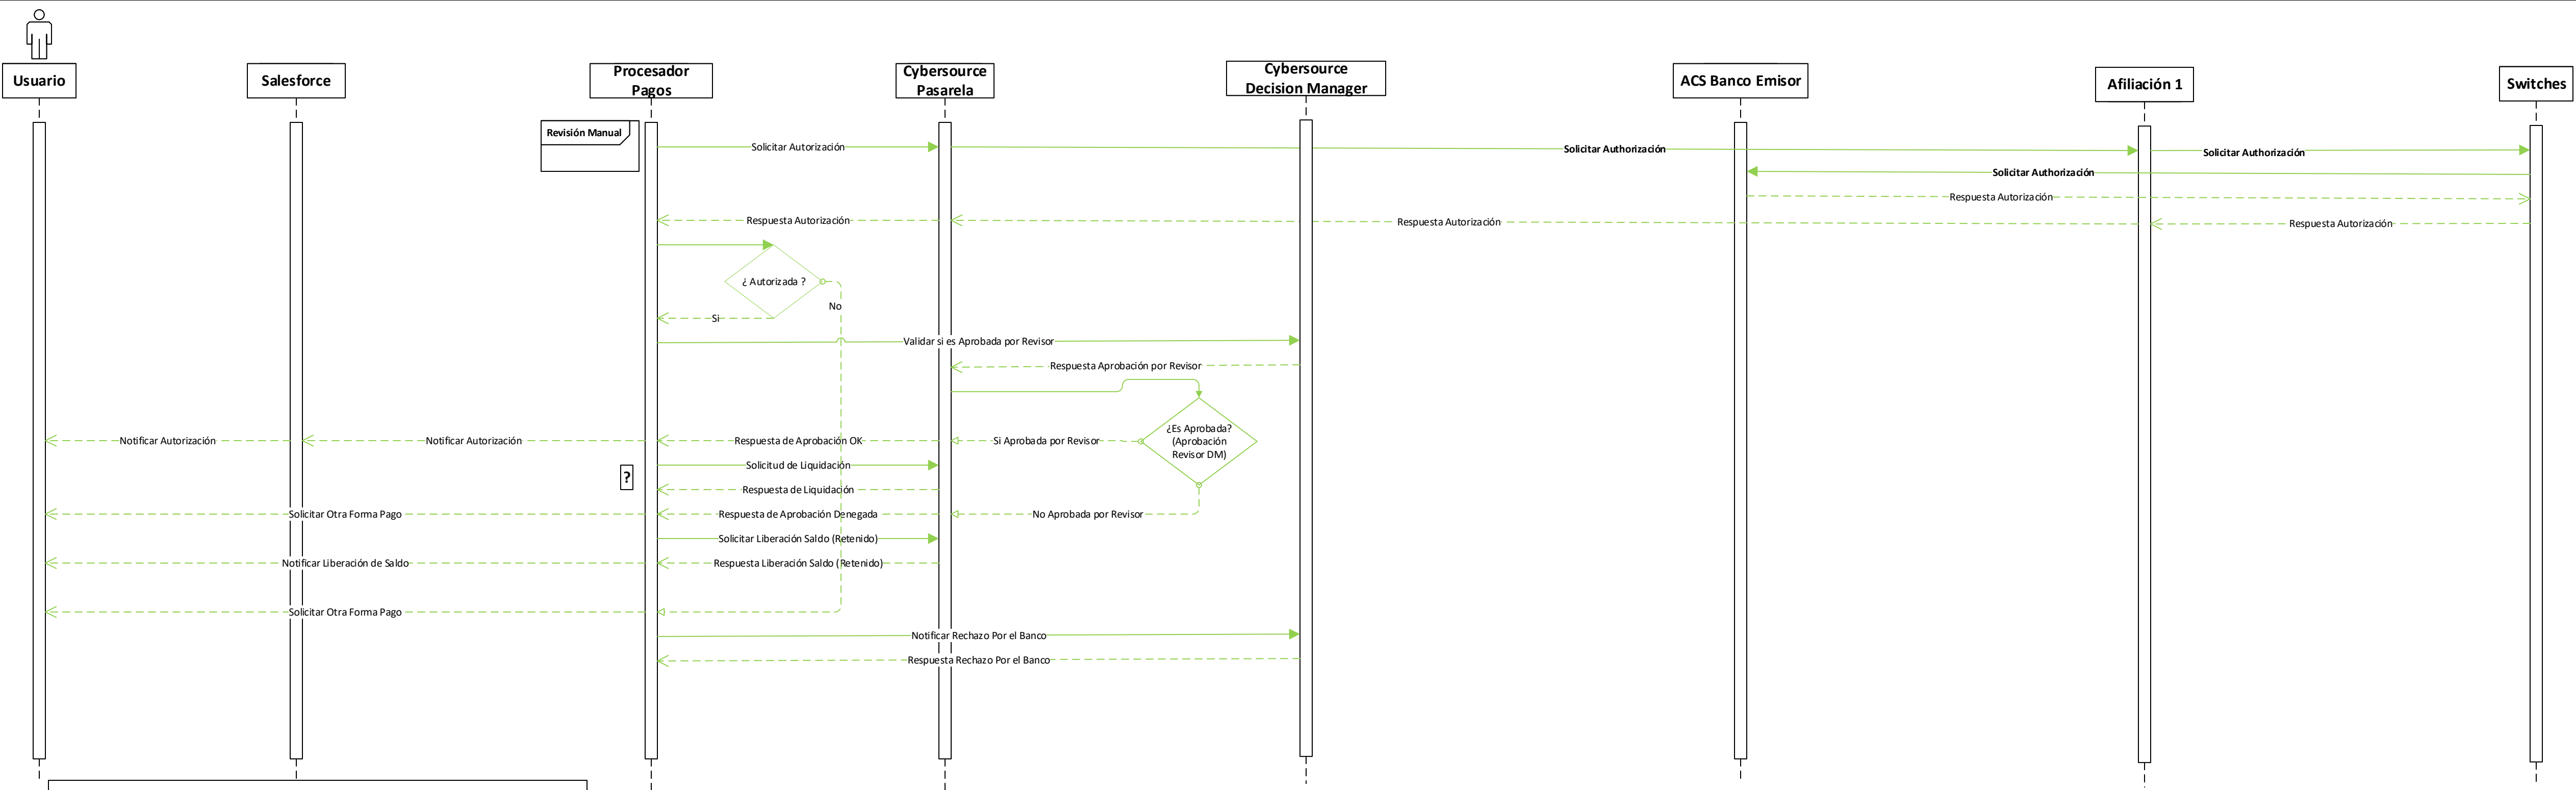 Usuario
Salesforce
Procesador
Pagos
Cybersource
Pasarela
Cybersource
Decision Manager
ACS Banco Emisor
Afiliación 1
Switches
Revisión Manual
Solicitar Autorización
Solicitar Authorización
Solicitar Authorización
Solicitar Authorización
Respuesta Autorización
Respuesta Autorización
Respuesta Autorización
Respuesta Autorización
¿ Autorizada ?
No
Si
Validar si es Aprobada por Revisor
Respuesta Aprobación por Revisor
¿Es Aprobada?
(Aprobación
Revisor DM)
Notificar Autorización
Notificar Autorización
Respuesta de Aprobación OK
Si Aprobada por Revisor
Solicitud de Liquidación
?
Respuesta de Liquidación
Solicitar Otra Forma Pago
Respuesta de Aprobación Denegada
No Aprobada por Revisor
Solicitar Liberación Saldo (Retenido)
Notificar Liberación de Saldo
Respuesta Liberación Saldo (Retenido)
Solicitar Otra Forma Pago
Notificar Rechazo Por el Banco
Respuesta Rechazo Por el Banco